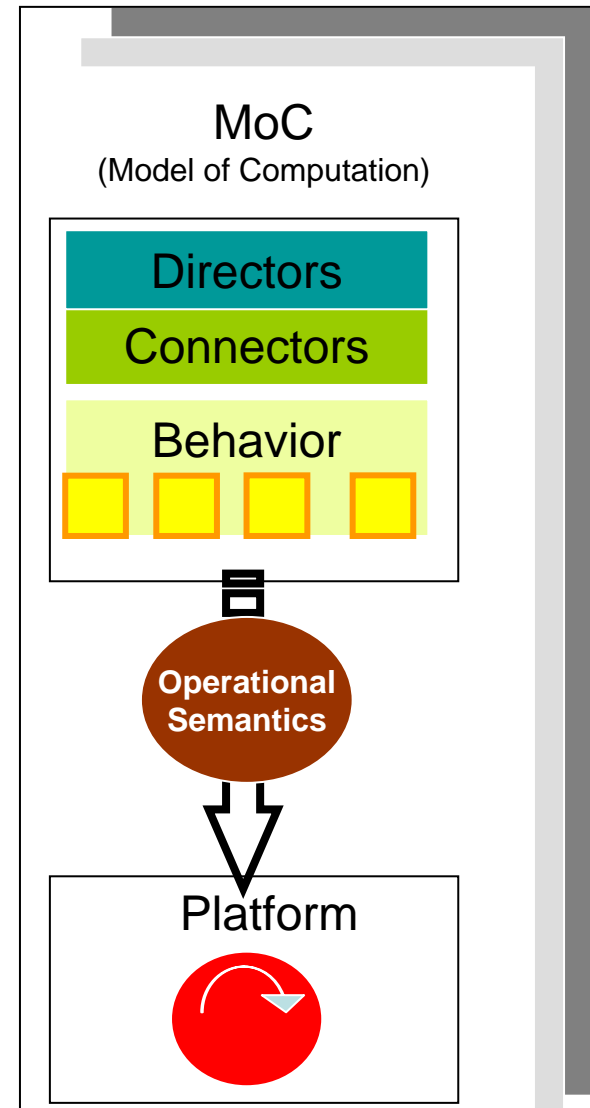 MoC
(Model of Computation)
Directors
Connectors
Behavior
Operational
Semantics
Platform